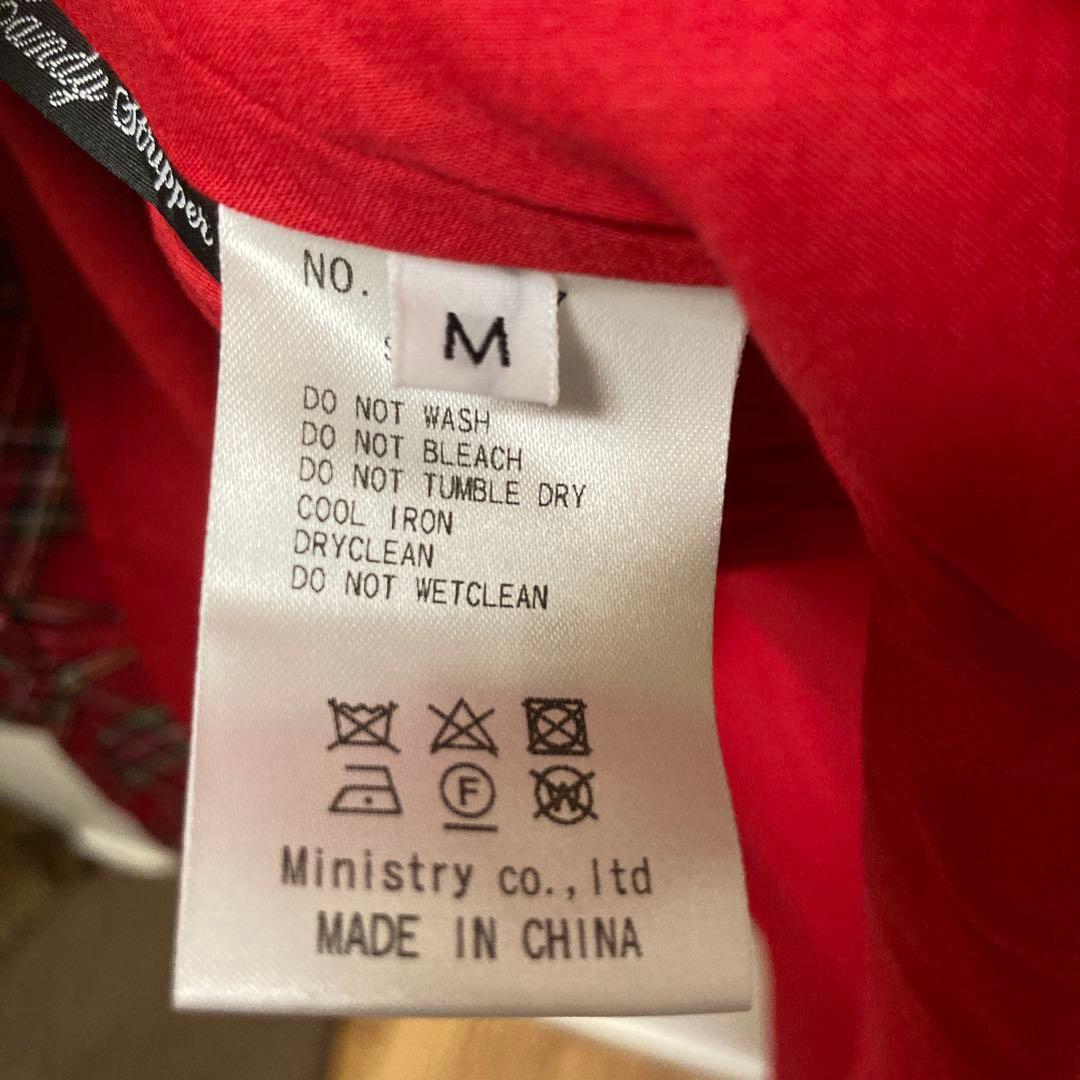 Stripper
NO.
M
DO NOT WASH
DO NOT BLEACH
DO NOT TUMBLE DRY
COOL IRON
DRYCLEAN
DO NOT WETCLEAN
F
W
Ministry co.,ltd
MADE IN CHINA